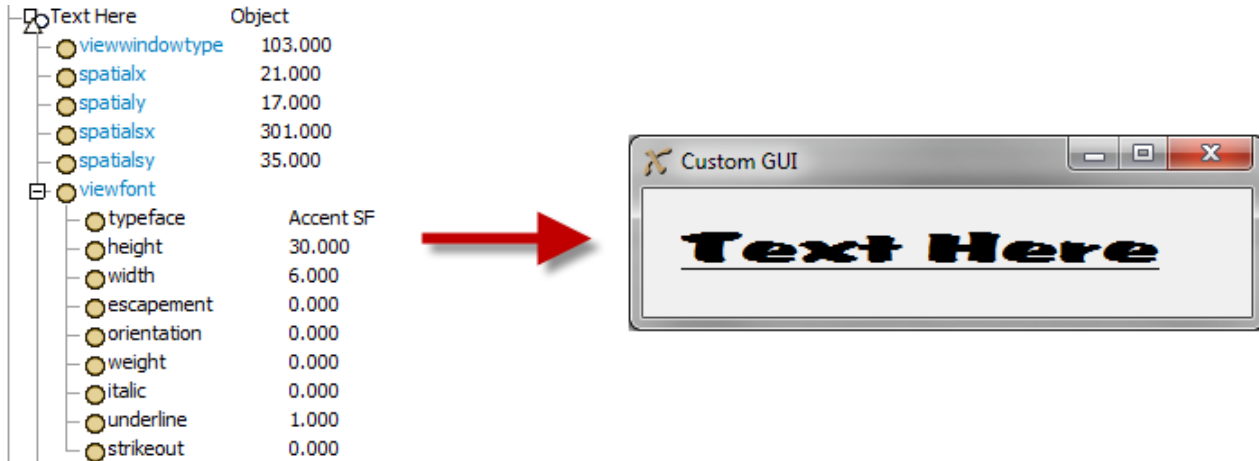 Text Here Object
viewwindowtype 103.000
spatialx 21.000
spatialy 17.000
spatialsx 301.000
spatialsy 35.000
viewfont
typeface Accent SF
height 30.000
width 6.000
escapement 0.000
orientation 0.000
weight 0.000
italic 0.000
underline 1.000
strikeout 0.000
Custom GUI
Text Here